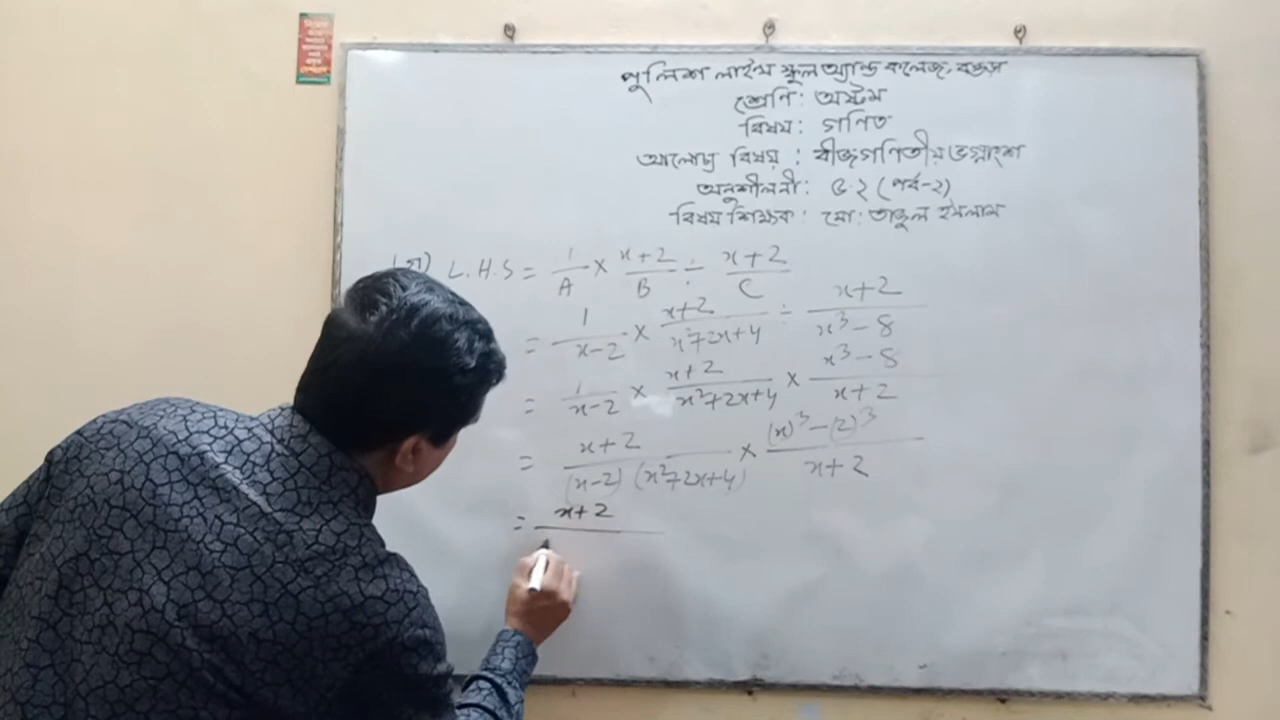 পুলিশ লাইন্স স্কুল অ্যান্ড কলেজ, বগুড়া
শ্রেণি: অষ্টম
বিষয়: গণিত
আলোচ্য বিষয়: বীজগণিতীয় ভগ্নাংশ
অনুশীলনী: ৫.২ (পর্ব-২)
বিষয় শিক্ষক: মো: তাজুল ইসলাম
(গ) L.H.S = 1/A × x+2/B ÷ x+2/C
= 1/x-2 × x+2/x²+2x+4 ÷ x+2/x³-8
= 1/x-2 × x+2/x²+2x+4 × x³-8/x+2
= x+2/(x-2)(x²+2x+4) × (x)³-(2)³/x+2
= x+2/